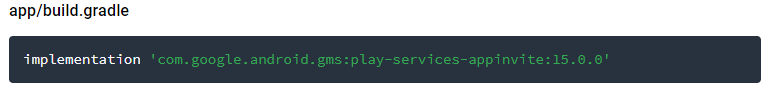 app/build.gradle
implementation 'com.google.android.gms:play-services-appinvite:15.0.0'